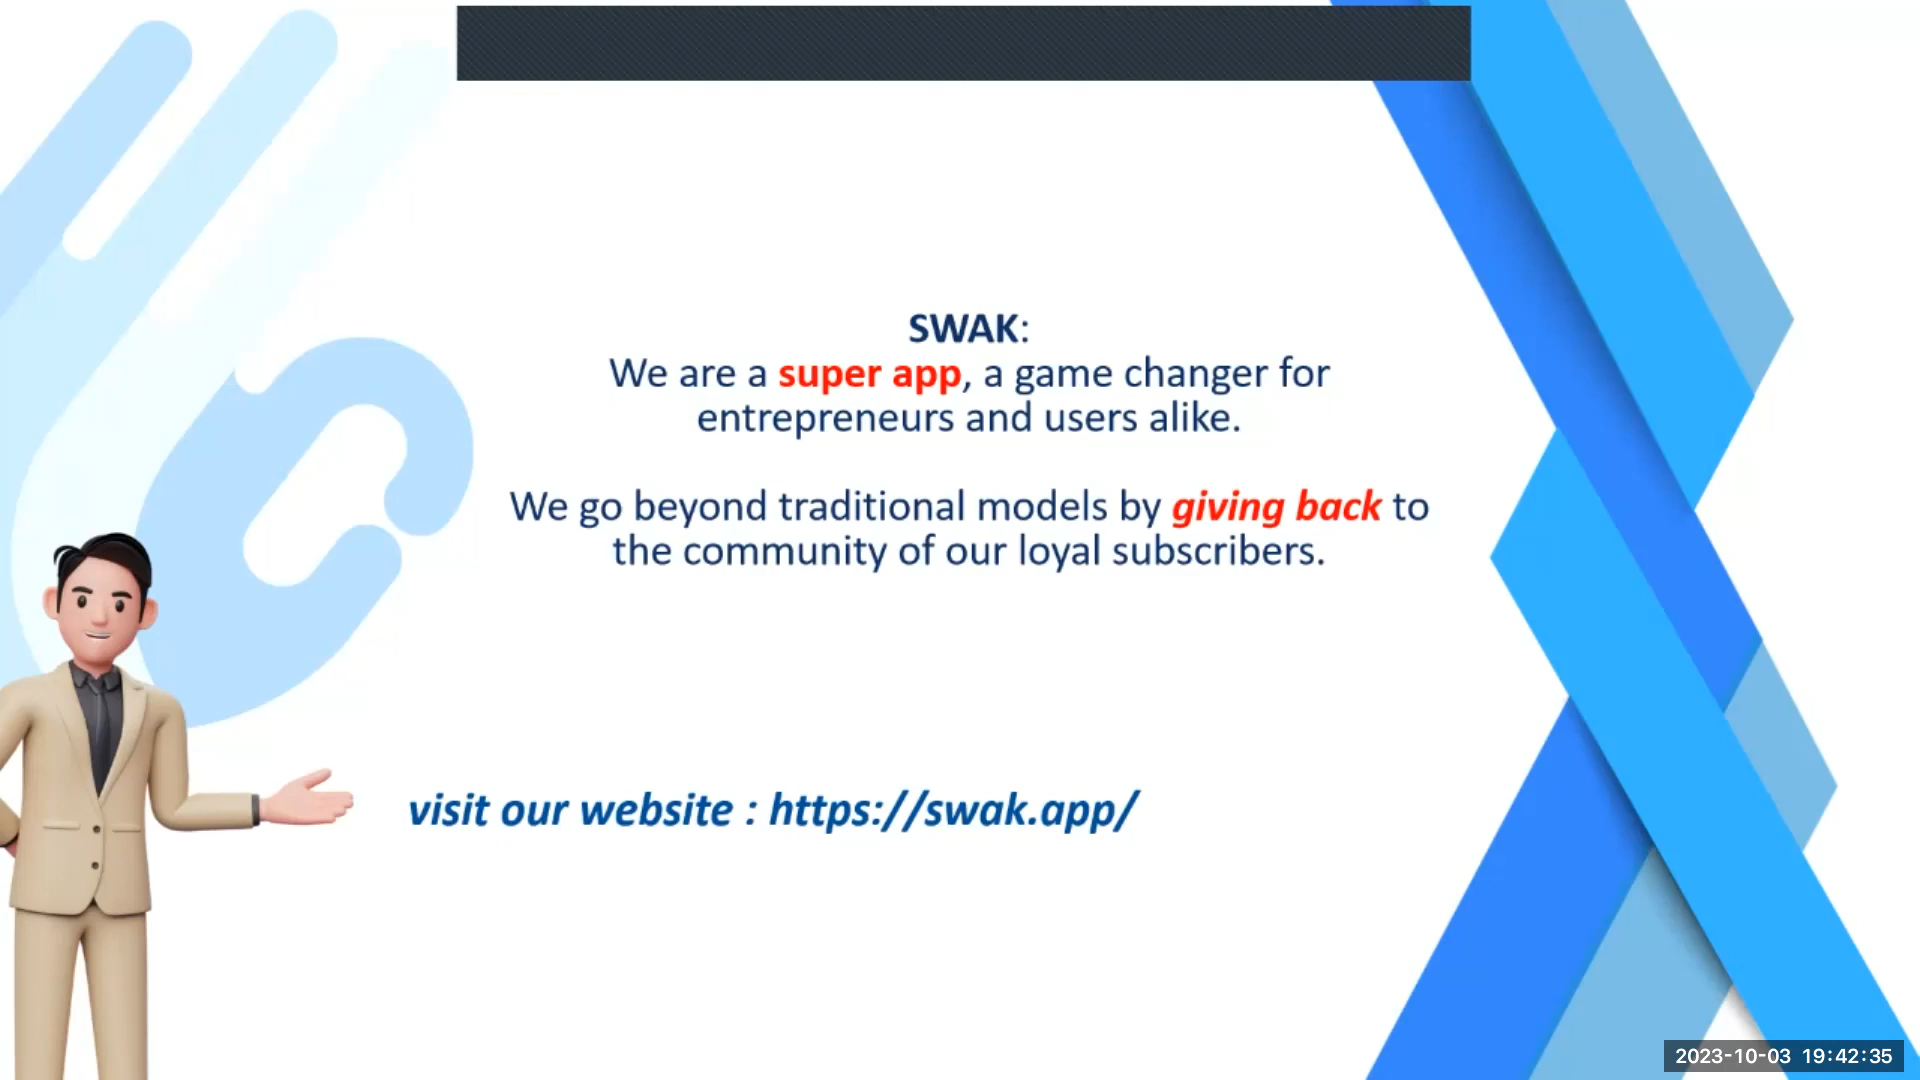 SWAK:
We are a super app, a game changer for
entrepreneurs and users alike.
We go beyond traditional models by giving back to
the community of our loyal subscribers.
visit our website : https://swak.app/
2023-10-03 19:42:35